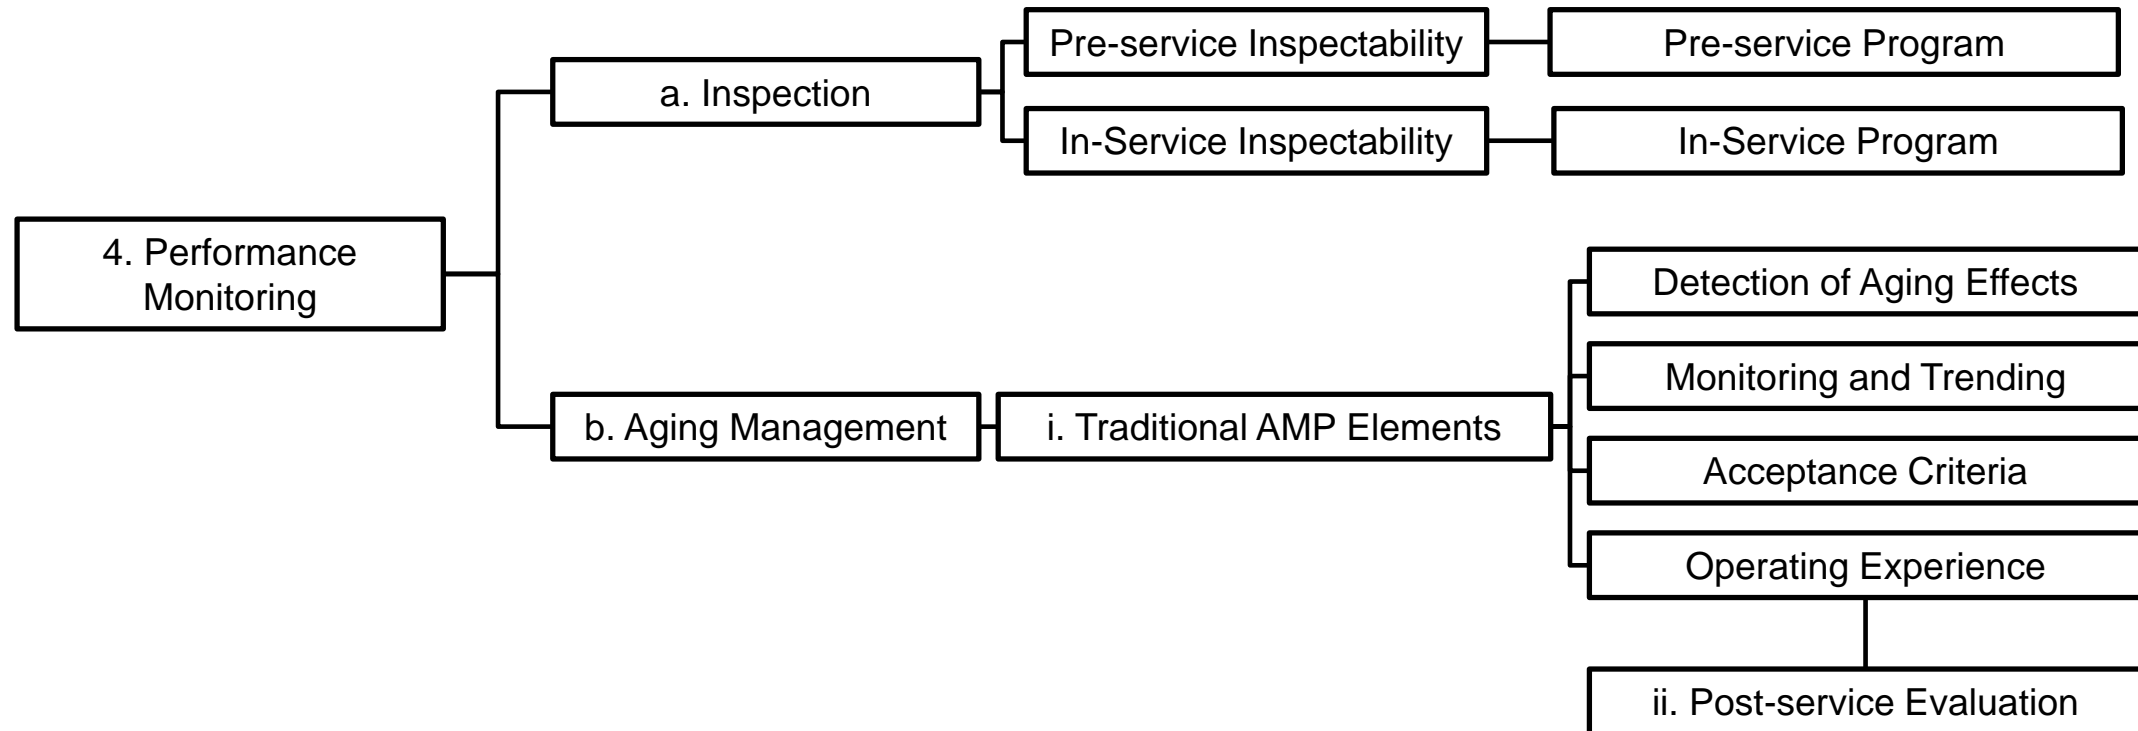 Pre-service Inspectability
Pre-service Program
a. Inspection
In-Service Inspectability
In-Service Program
4. Performance
Monitoring
Detection of Aging Effects
Monitoring and Trending
b. Aging Management
i. Traditional AMP Elements
Acceptance Criteria
Operating Experience
ii. Post-service Evaluation